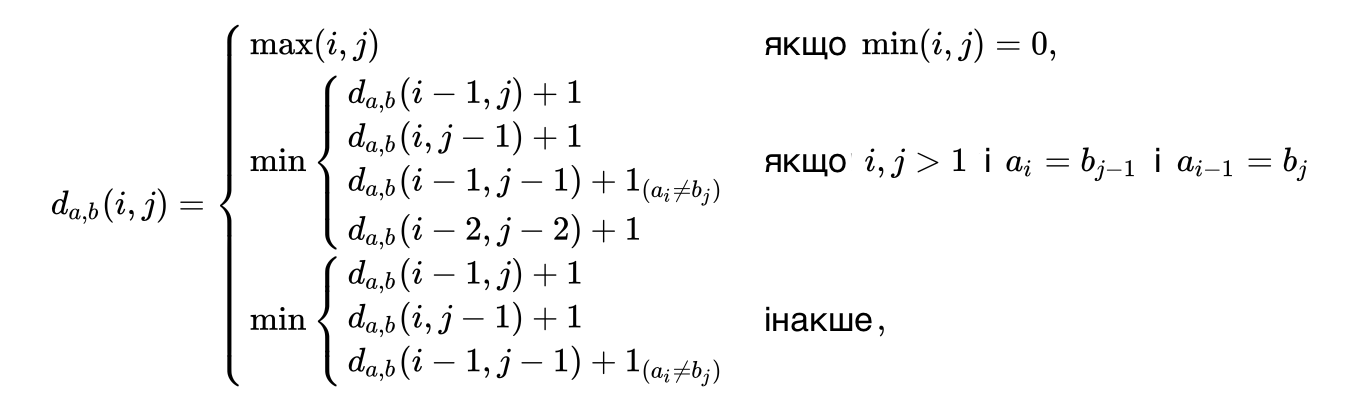 max(i, j) якщо min(i, j) = 0,
d_{a,b}(i − 1, j) + 1
d_{a,b}(i, j − 1) + 1
min якщо i, j > 1 і a_i = b_{j−1} і a_{i−1} = b_j
d_{a,b}(i − 1, j − 1) + 1_{(a_i≠b_j)}
d_{a,b}(i, j) =
d_{a,b}(i − 2, j − 2) + 1
d_{a,b}(i − 1, j) + 1
d_{a,b}(i, j − 1) + 1
min інакше,
d_{a,b}(i − 1, j − 1) + 1_{(a_i≠b_j)}